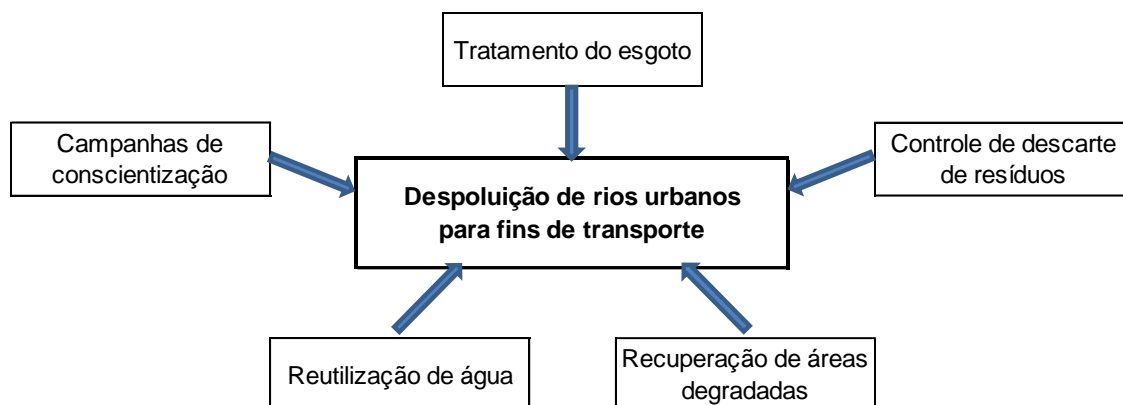 Tratamento do esgoto
Campanhas de
conscientização
Controle de descarte
de resíduos
Despoluição de rios urbanos
para fins de transporte
Reutilização de água
Recuperação de áreas
degradadas